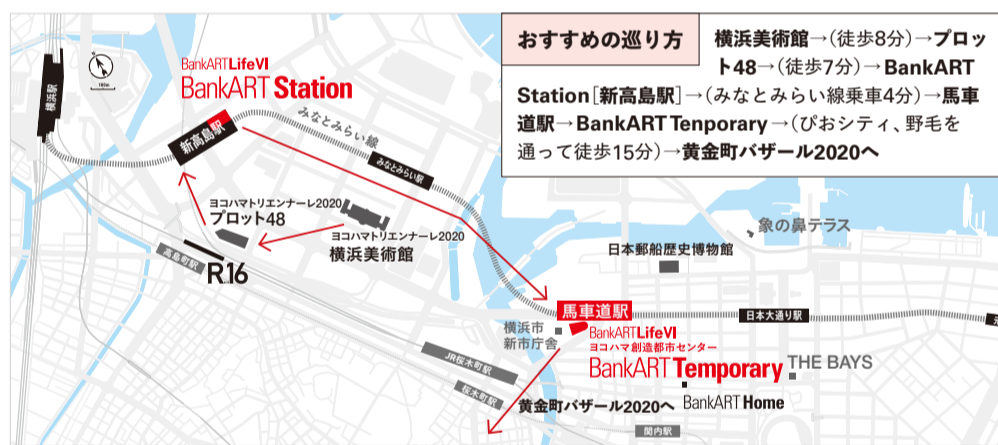 おすすめの巡り方
横浜美術館→(徒歩8分)→プロッ
ト48→(徒歩7分)→BankART
Station[新高島駅]→(みなとみらい線乗車4分)→馬車
道駅→BankART Tenporary→(ぴおシティ、野毛を
通って徒歩15分)→黄金町バザール2020へ
横浜駅
100m
BankARTLifeVI
BankART Station
新高島駅
みなとみらい線
みなとみらい駅
ヨコハマトリエンナーレ2020
プロット48
ヨコハマトリエンナーレ2020
横浜美術館
高島町駅
R16
象の鼻テラス
日本郵船歴史博物館
馬車道駅
日本大通り駅
横浜市
新市庁舎
BankARTLifeVI
ヨコハマ創造都市センター
BankART Temporary
THE BAYS
JR桜木町駅
桜木町駅
BankART Home
黄金町バザール2020へ
関内駅